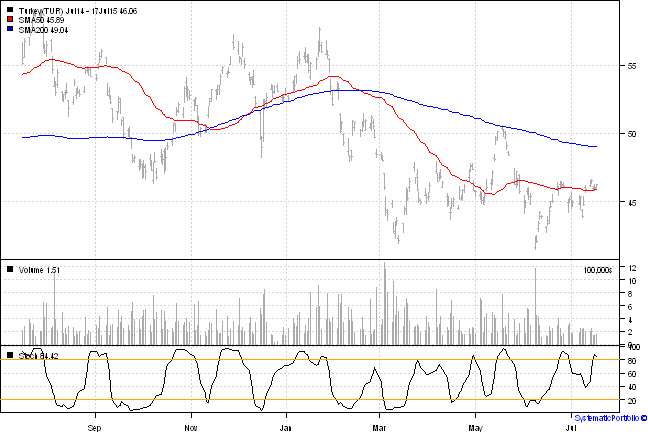 Turkey(TUR) Jul14 - 17Jul15 46.06
SMA50 45.89
SMA200 49.04
55
50
45
Volume 1.51
100,000s
12
10
8
6
4
2
0
Stoch 84.42
100
80
60
40
20
Sep Nov Jan Mar May Jul
SystematicPortfolio ©